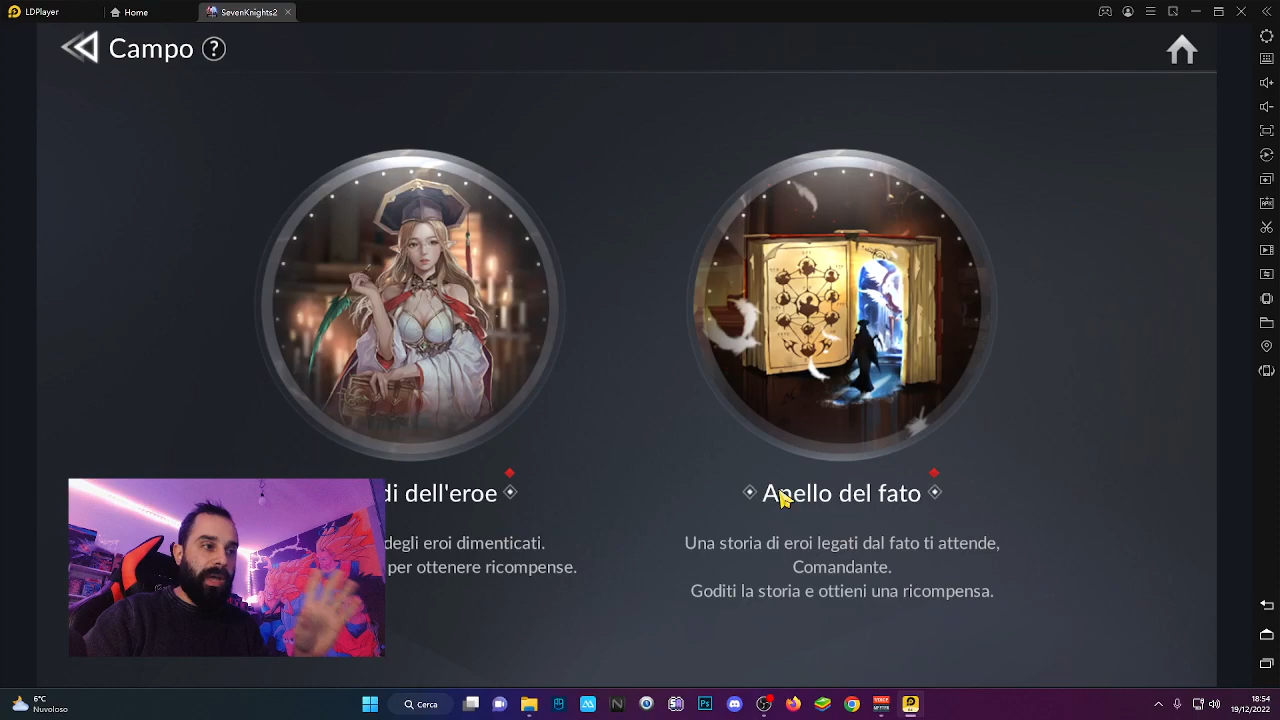 LDPlayer
Home
SevenKnights2
Campo ?
di dell'eroe
Anello del fato
degli eroi dimenticati.
per ottenere ricompense.
Una storia di eroi legati dal fato ti attende,
Comandante.
Goditi la storia e ottieni una ricompensa.
5°C
Nuvoloso
Cerca
18:54
19/12/2022